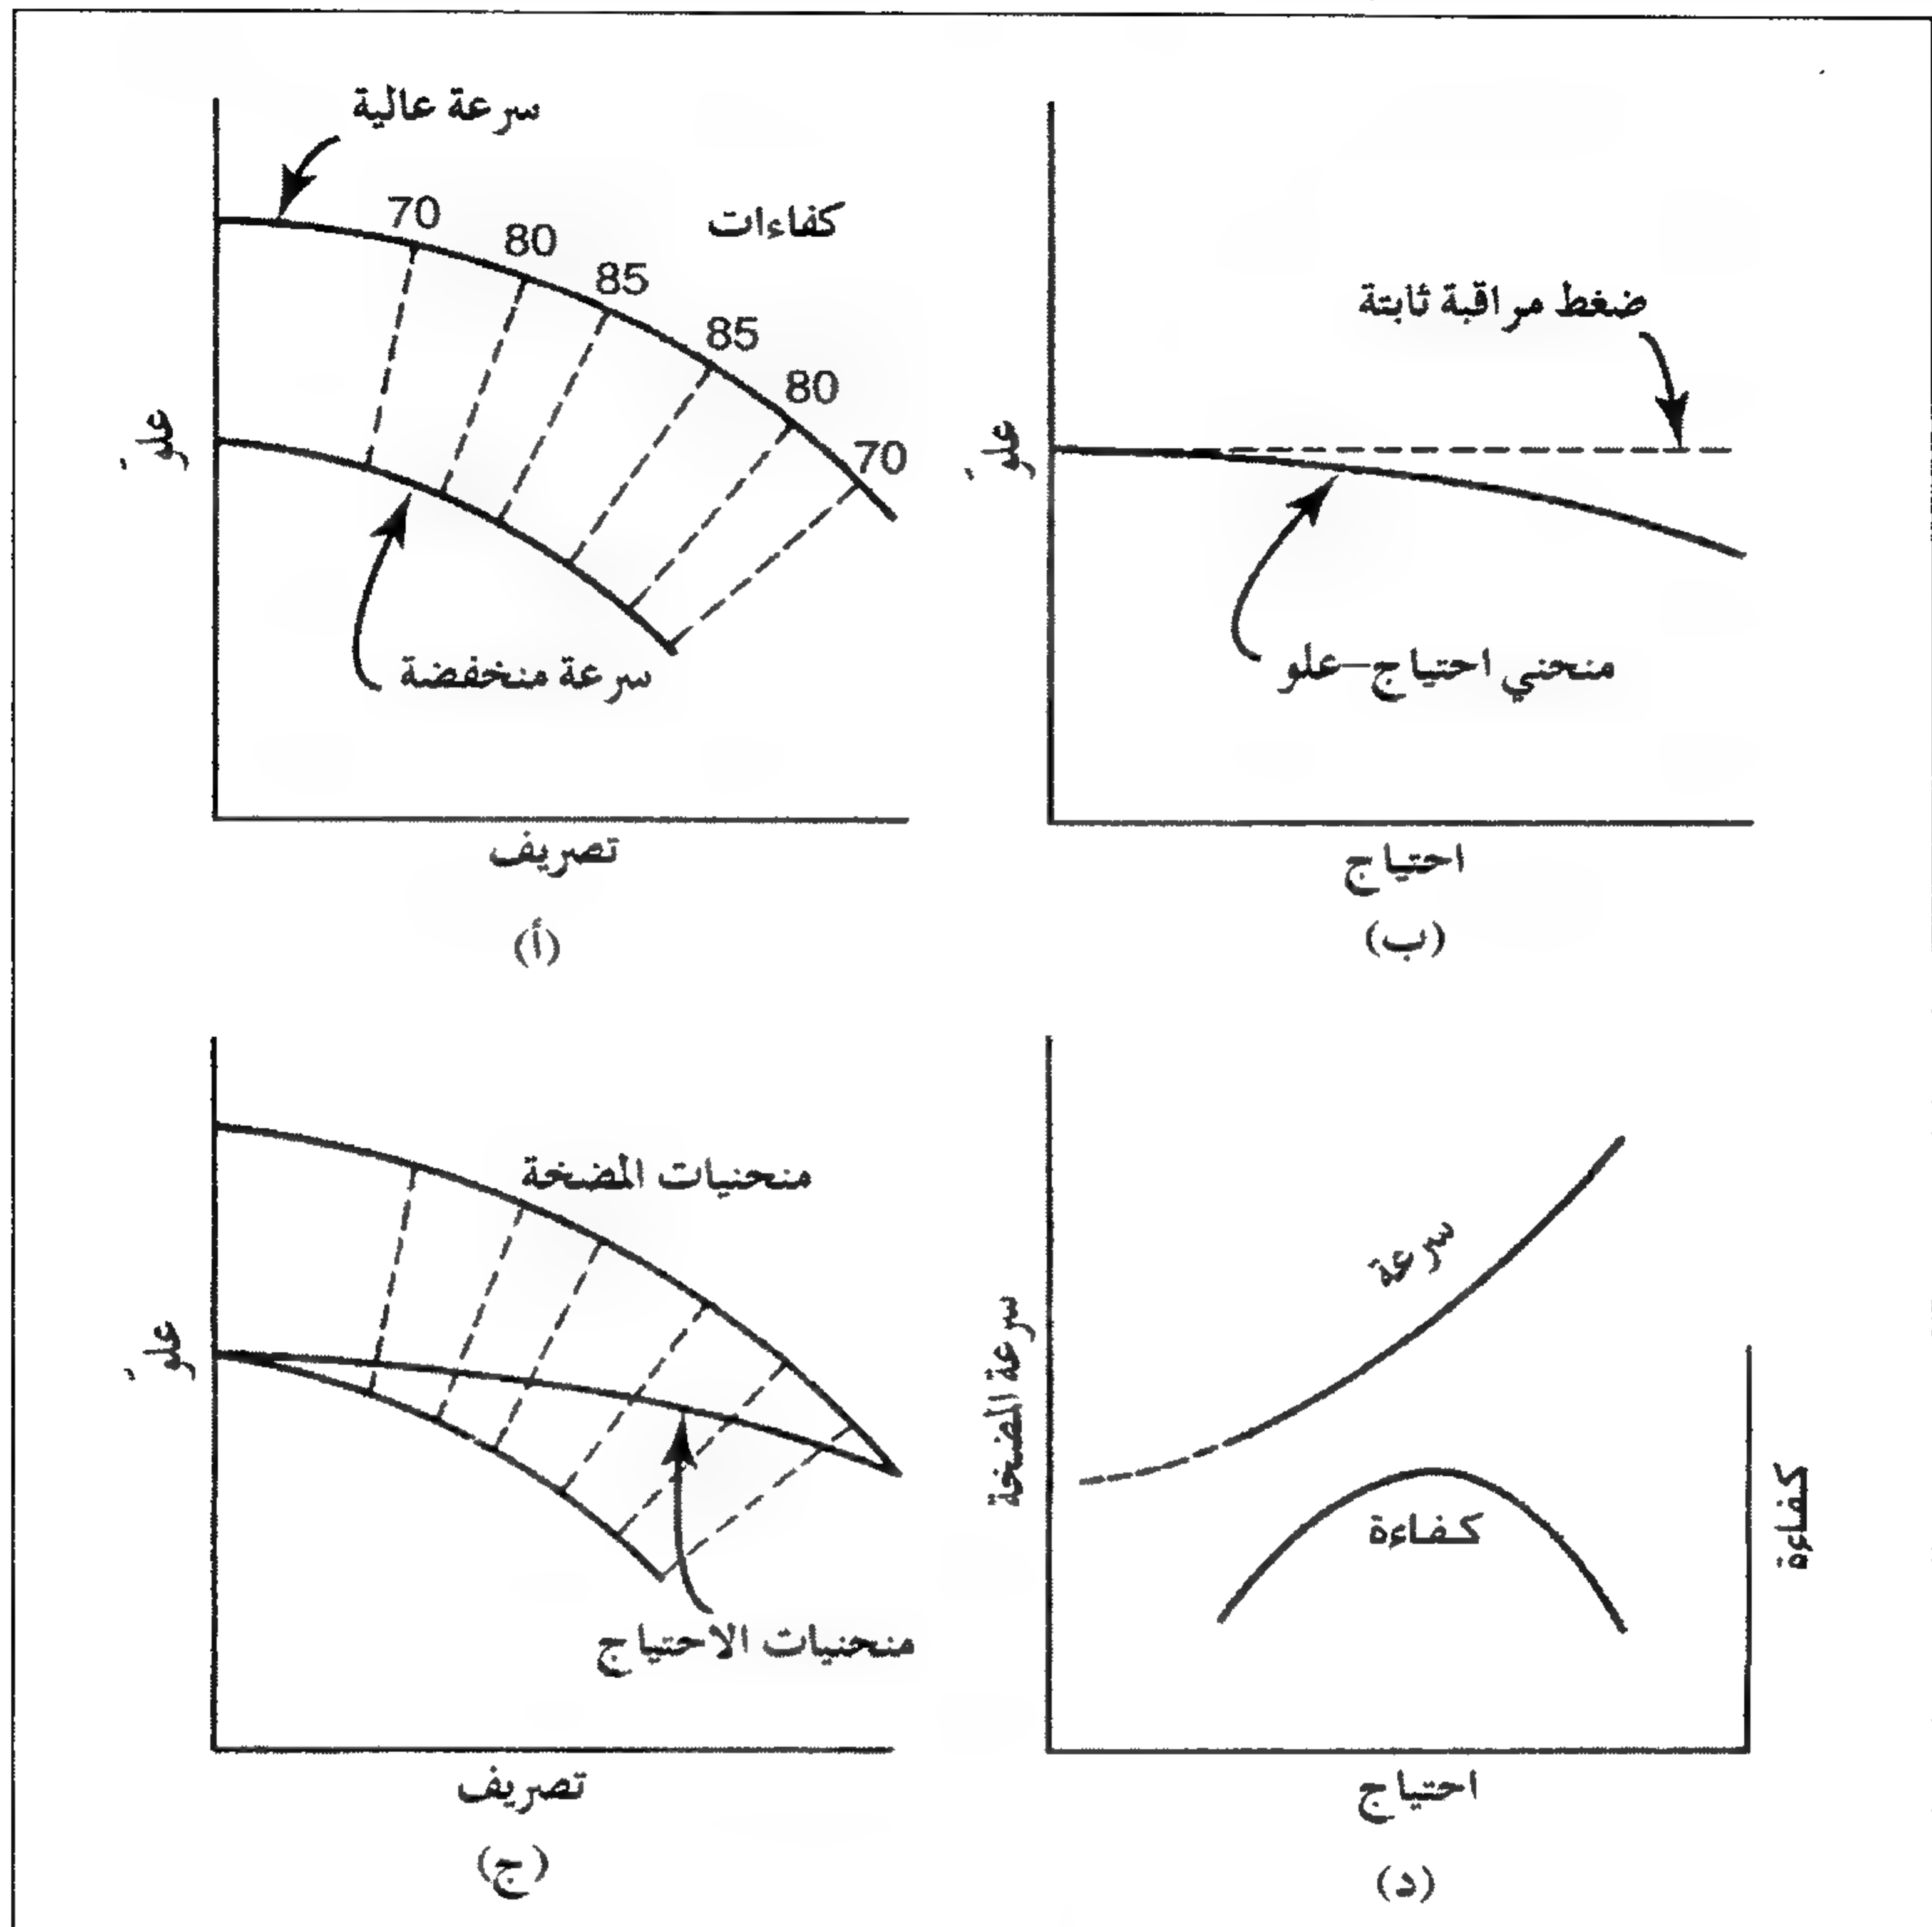 سرعة عالية
كفاءات
70
80
85
85
80
70
علوّ
سرعة منخفضة
تصريف
(أ)
ضغط مراقبة ثابتة
علوّ
منحني احتياج-علو
احتياج
(ب)
منحنيات المضخة
علوّ
منحنيات الاحتياج
تصريف
(ج)
سرعة
سرعة المضخة
كفاءة
كفاءة
احتياج
(د)